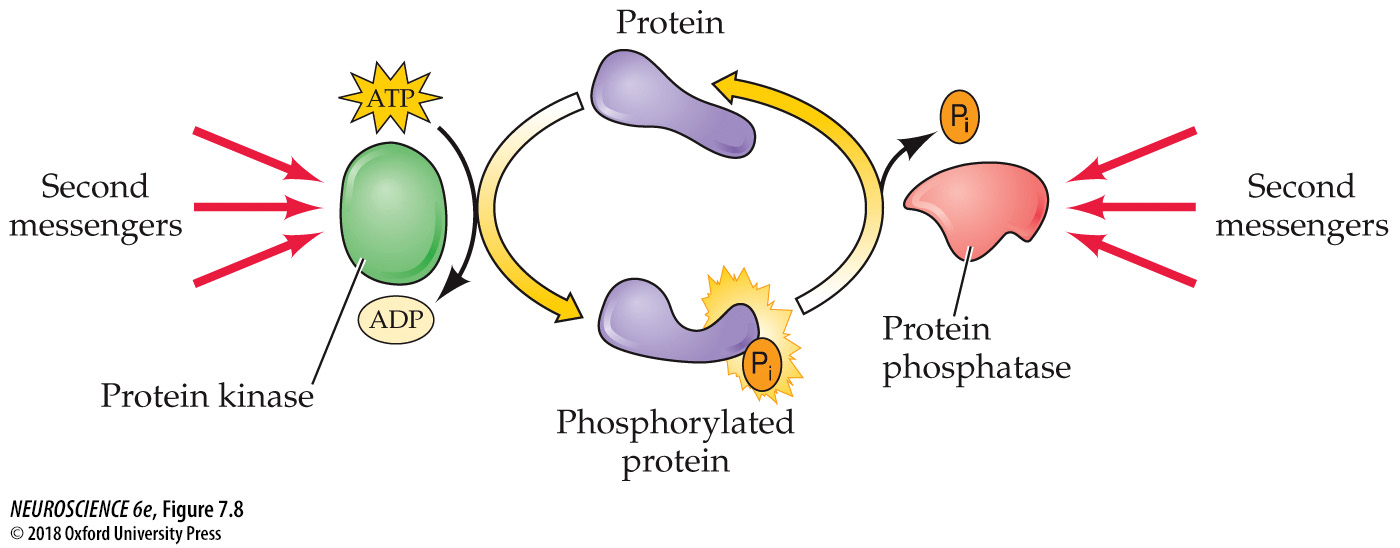 Protein
ATP
Pi
Second
messengers
Second
messengers
ADP
Protein
phosphatase
Pi
Protein kinase
Phosphorylated
protein
NEUROSCIENCE 6e, Figure 7.8
© 2018 Oxford University Press